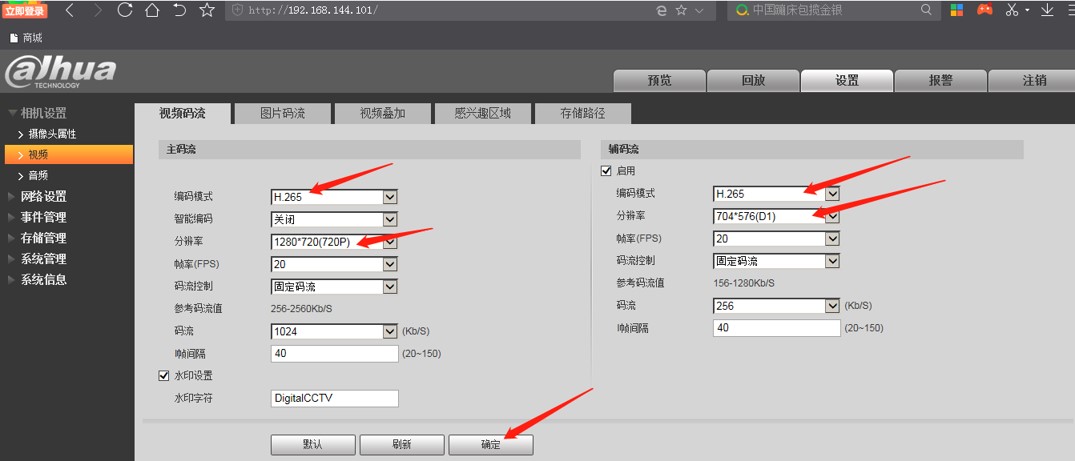 立即登录
http://192.168.144.101/
中国蹦床包揽金银
商城
alhua
TECHNOLOGY
预览 回放 设置 报警 注销
相机设置
摄像头属性
视频
音频
网络设置
事件管理
存储管理
系统管理
系统信息
视频码流 图片码流 视频叠加 感兴趣区域 存储路径
主码流
编码模式 H.265
智能编码 关闭
分辨率 1280*720(720P)
帧率(FPS) 20
码流控制 固定码流
参考码流值 256-2560Kb/S
码流 1024 (Kb/S)
I帧间隔 40 (20~150)
水印设置
水印字符 DigitalCCTV
默认 刷新 确定
辅码流
启用
编码模式 H.265
分辨率 704*576(D1)
帧率(FPS) 20
码流控制 固定码流
参考码流值 156-1280Kb/S
码流 256 (Kb/S)
I帧间隔 40 (20~150)